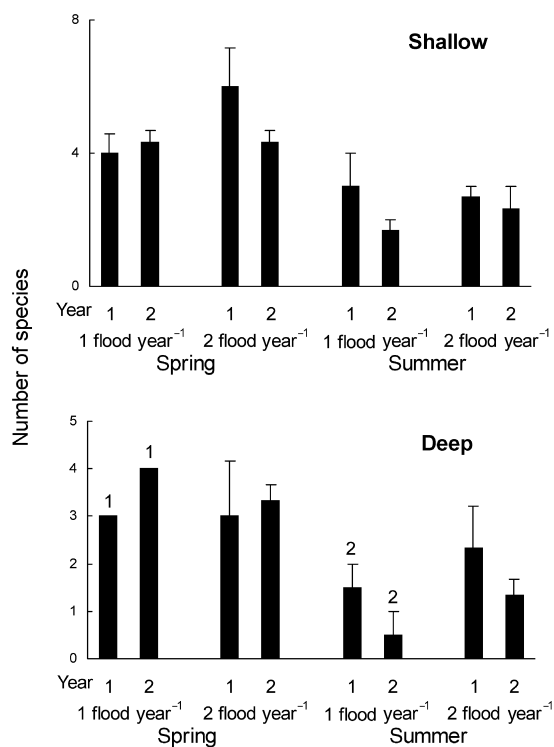 Number of species
Shallow
8
4
0
Year 1 2 1 2 1 2 1 2
1 flood year⁻¹ 2 flood year⁻¹ 1 flood year⁻¹ 2 flood year⁻¹
Spring Summer
Deep
5
4
3
2
1
0
1 1 2 2
Year 1 2 1 2 1 2 1 2
1 flood year⁻¹ 2 flood year⁻¹ 1 flood year⁻¹ 2 flood year⁻¹
Spring Summer